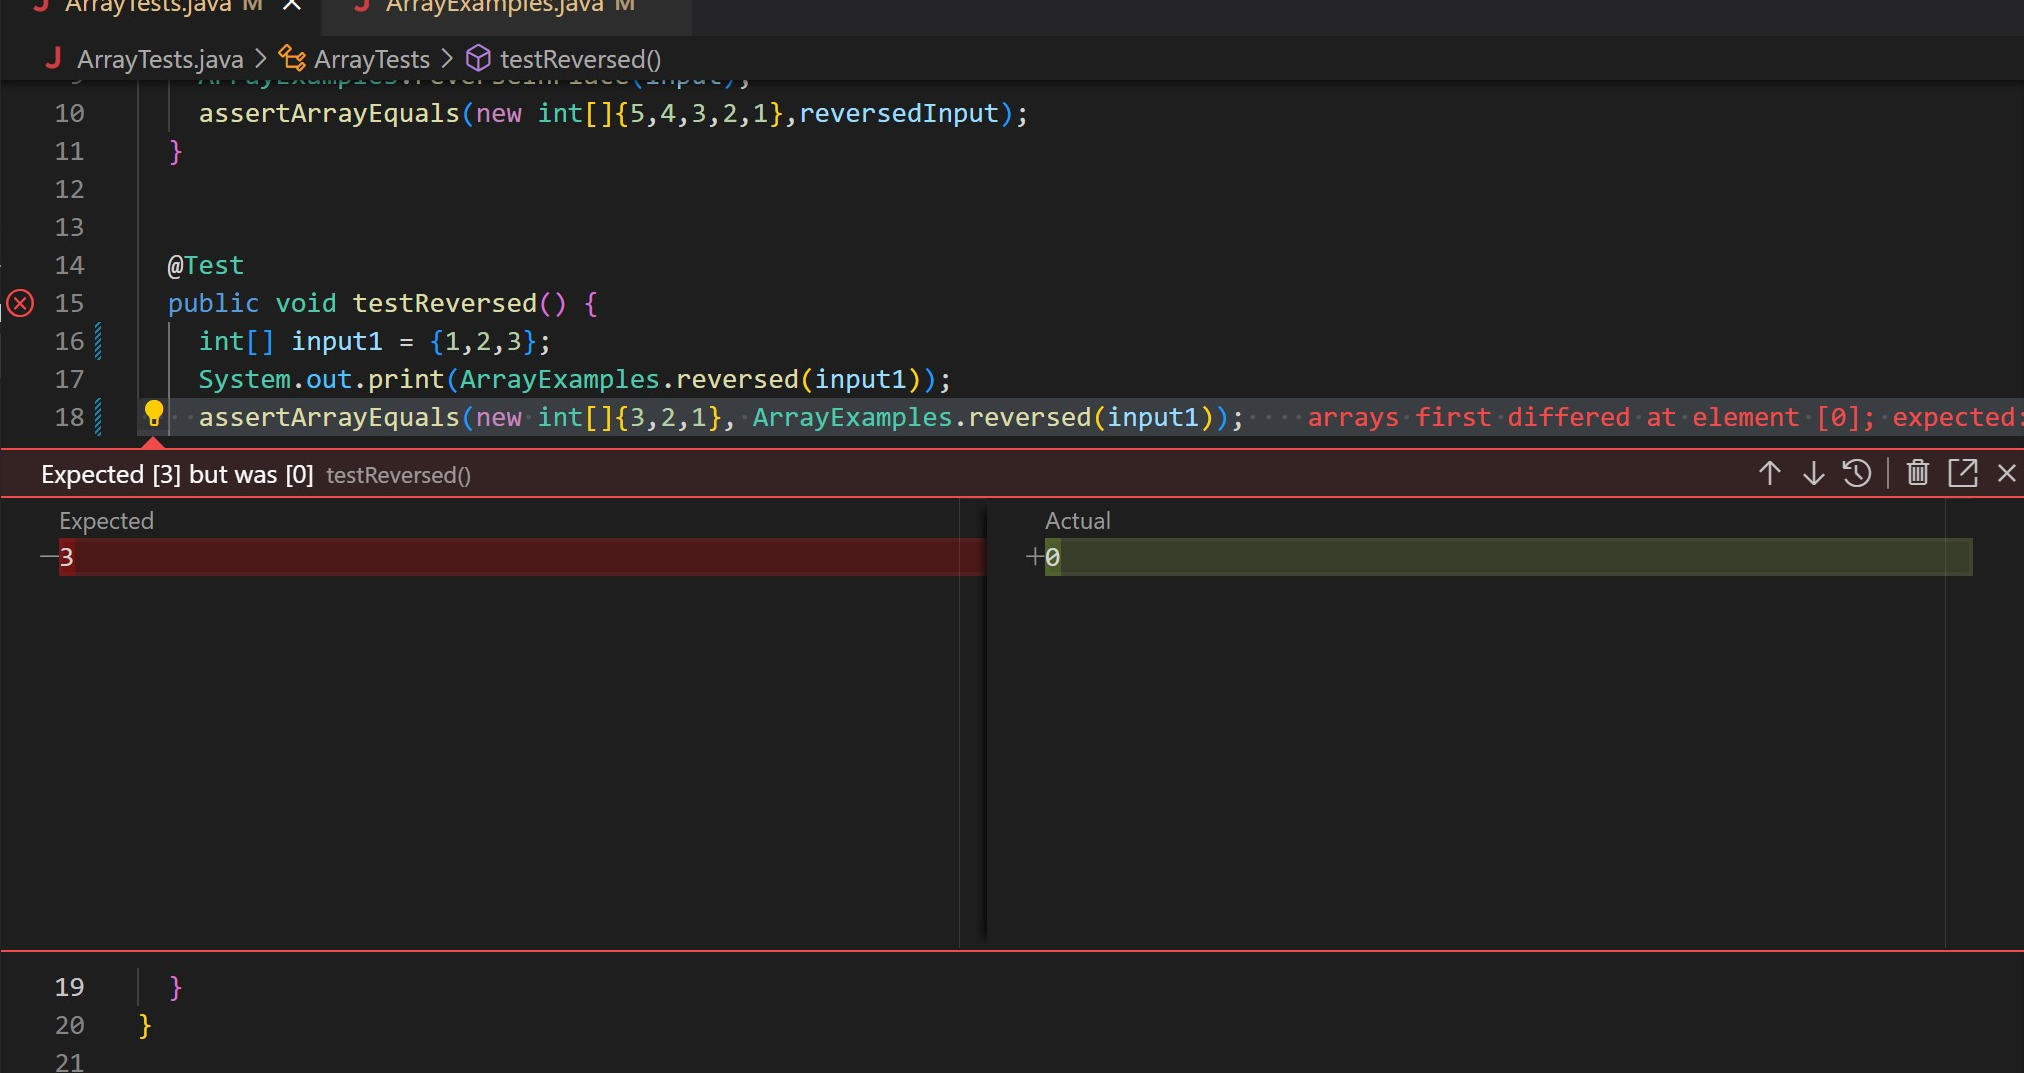 ArrayTests.java M ArrayExamples.java M
ArrayTests.java > ArrayTests > testReversed()
9 ArrayExamples.reverseInPlace(input);
10 assertArrayEquals(new int[]{5,4,3,2,1},reversedInput);
11 }
12
13
14 @Test
15 public void testReversed() {
16 int[] input1 = {1,2,3};
17 System.out.print(ArrayExamples.reversed(input1));
18 assertArrayEquals(new int[]{3,2,1}, ArrayExamples.reversed(input1)); arrays first differed at element [0]; expected:
Expected [3] but was [0] testReversed()
Expected Actual
—3 +0
19 }
20 }
21